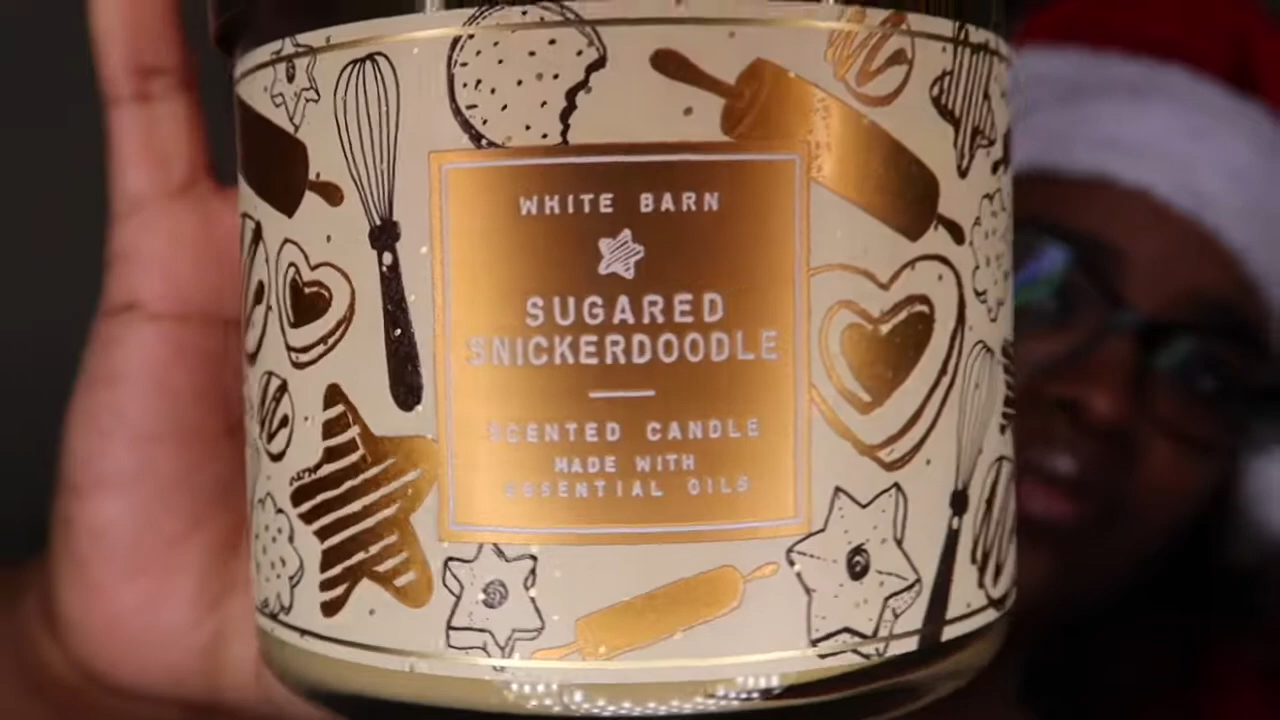 WHITE BARN
SUGARED
SNICKERDOODLE
SCENTED CANDLE
MADE WITH
ESSENTIAL OILS